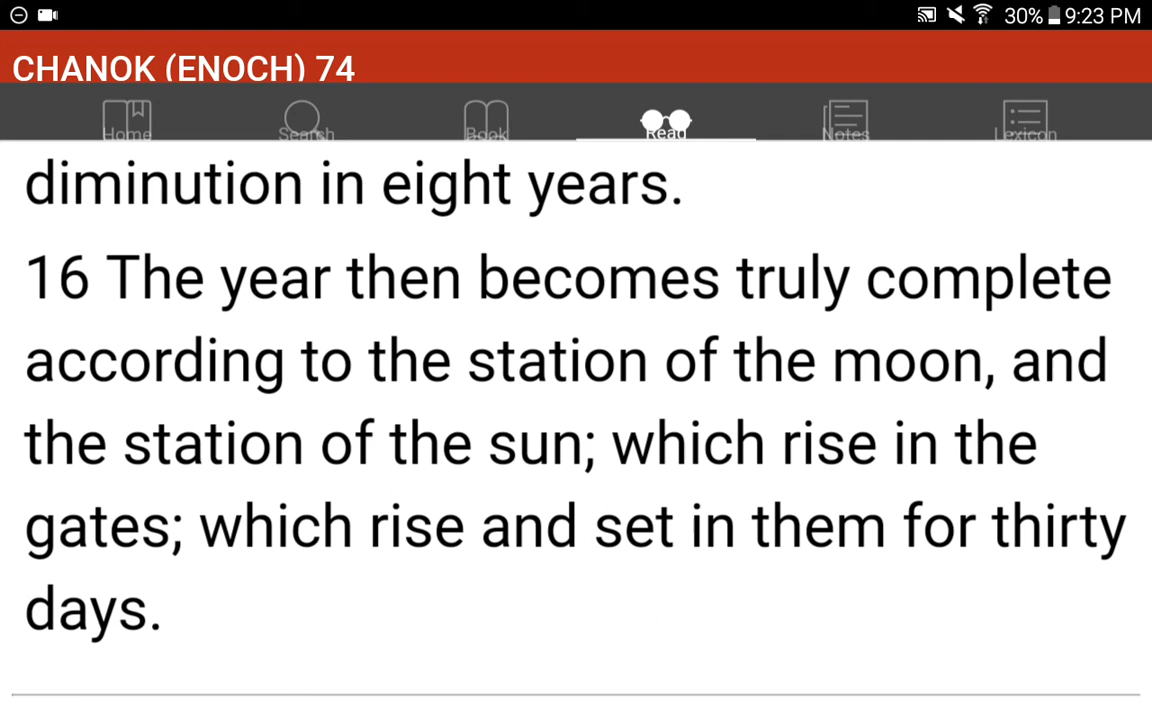 30% 9:23 PM
CHANOK (ENOCH) 74
Home Search Book Read Notes Lexicon
diminution in eight years.
16 The year then becomes truly complete
according to the station of the moon, and
the station of the sun; which rise in the
gates; which rise and set in them for thirty
days.